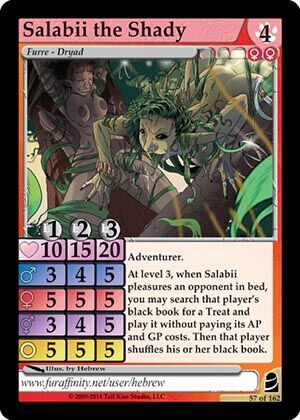 Salabii the Shady
4
Furre - Dryad
1 2 3
10 15 20
3 4 5
5 5 5
3 4 5
5 5 5
Adventurer.
At level 3, when Salabii
pleasures an opponent in bed,
you may search that player's
black book for a Treat and
play it without paying its AP
and GP costs. Then that player
shuffles his or her black book.
Illus. by Hewbrew
www.furaffinity.net/user/hewbrew
© 2009-2014 Tail Kiss Studio, LLC
57 of 162